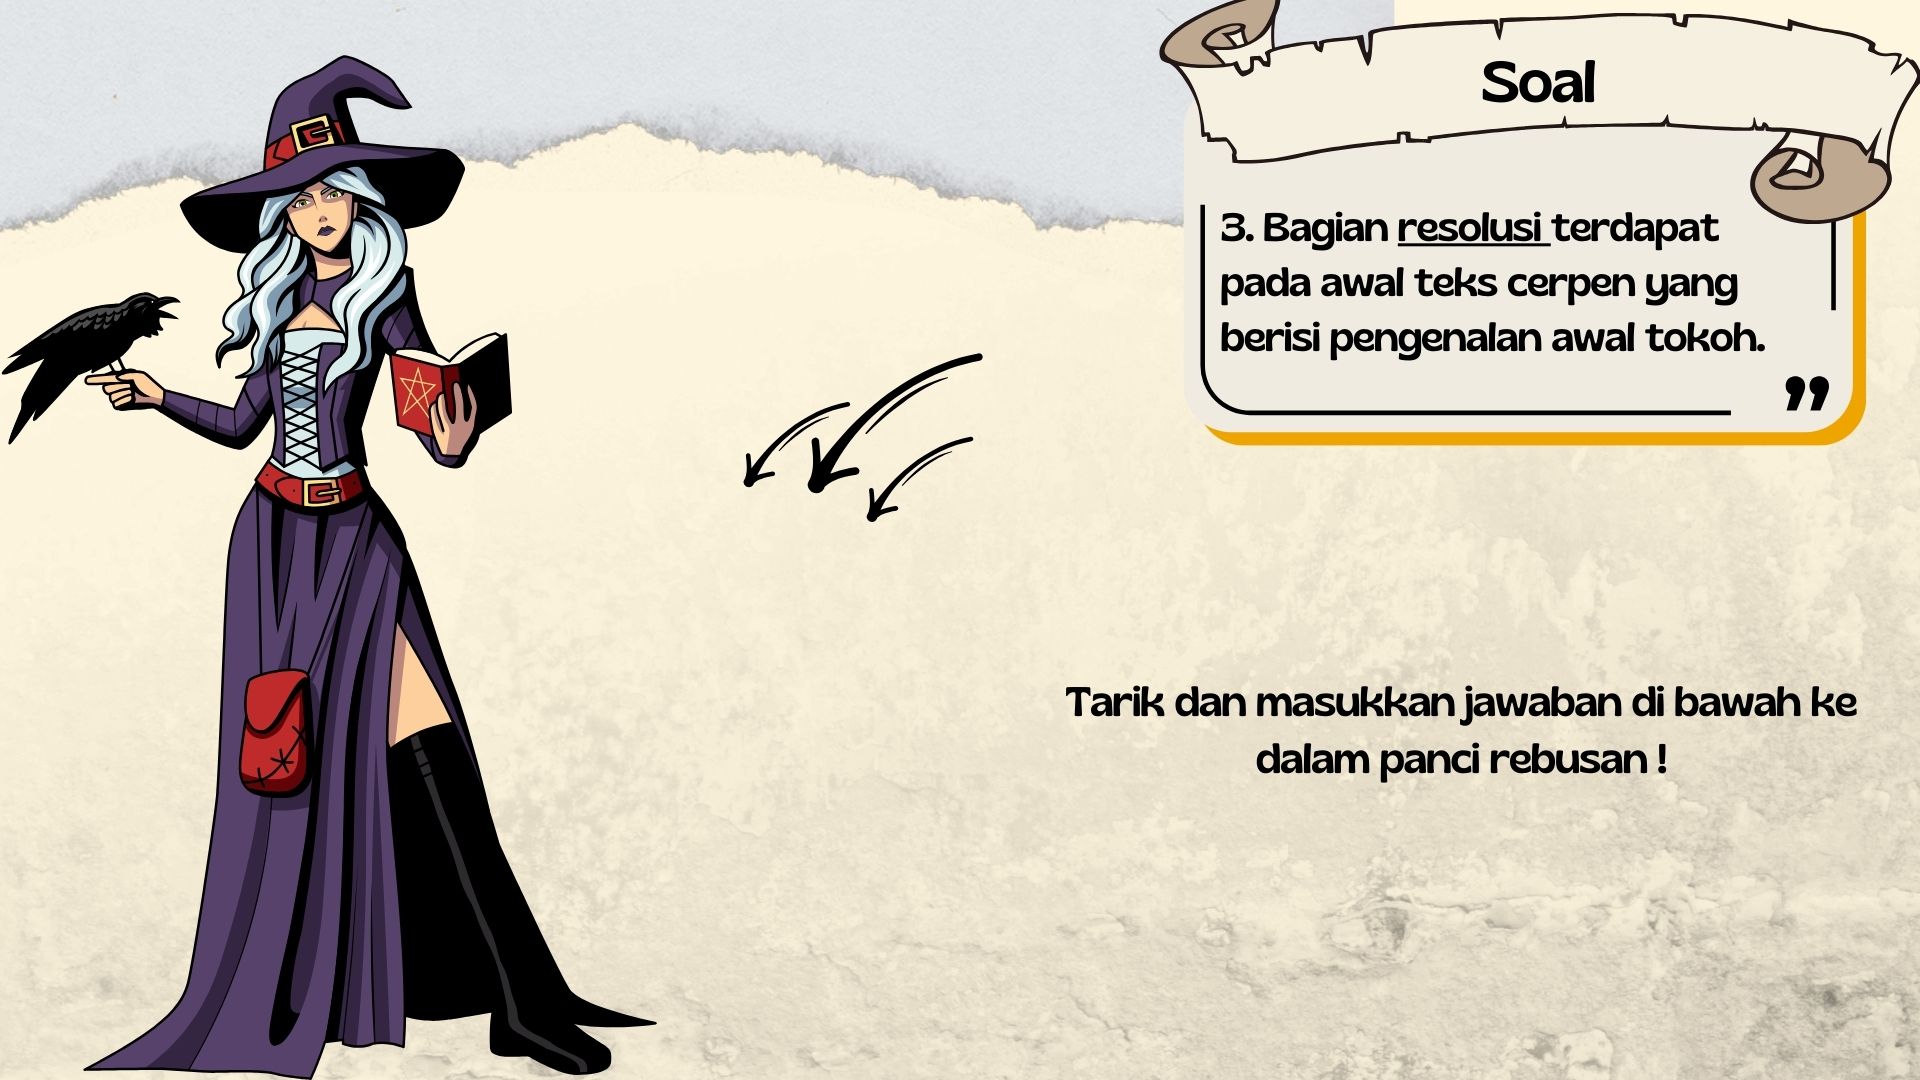 Soal
3. Bagian resolusi terdapat
pada awal teks cerpen yang
berisi pengenalan awal tokoh.
”
Tarik dan masukkan jawaban di bawah ke
dalam panci rebusan !